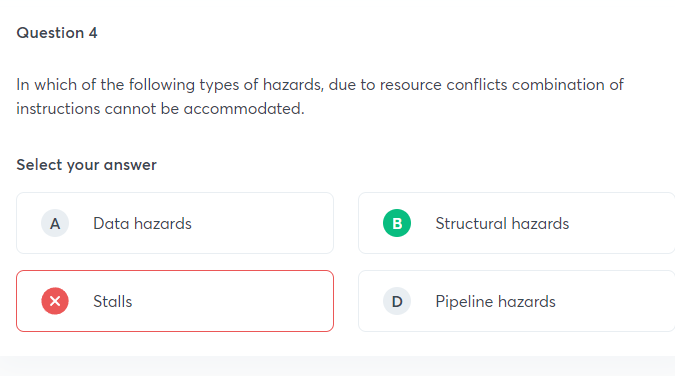 Question 4
In which of the following types of hazards, due to resource conflicts combination of
instructions cannot be accommodated.
Select your answer
A Data hazards
B Structural hazards
Stalls
D Pipeline hazards